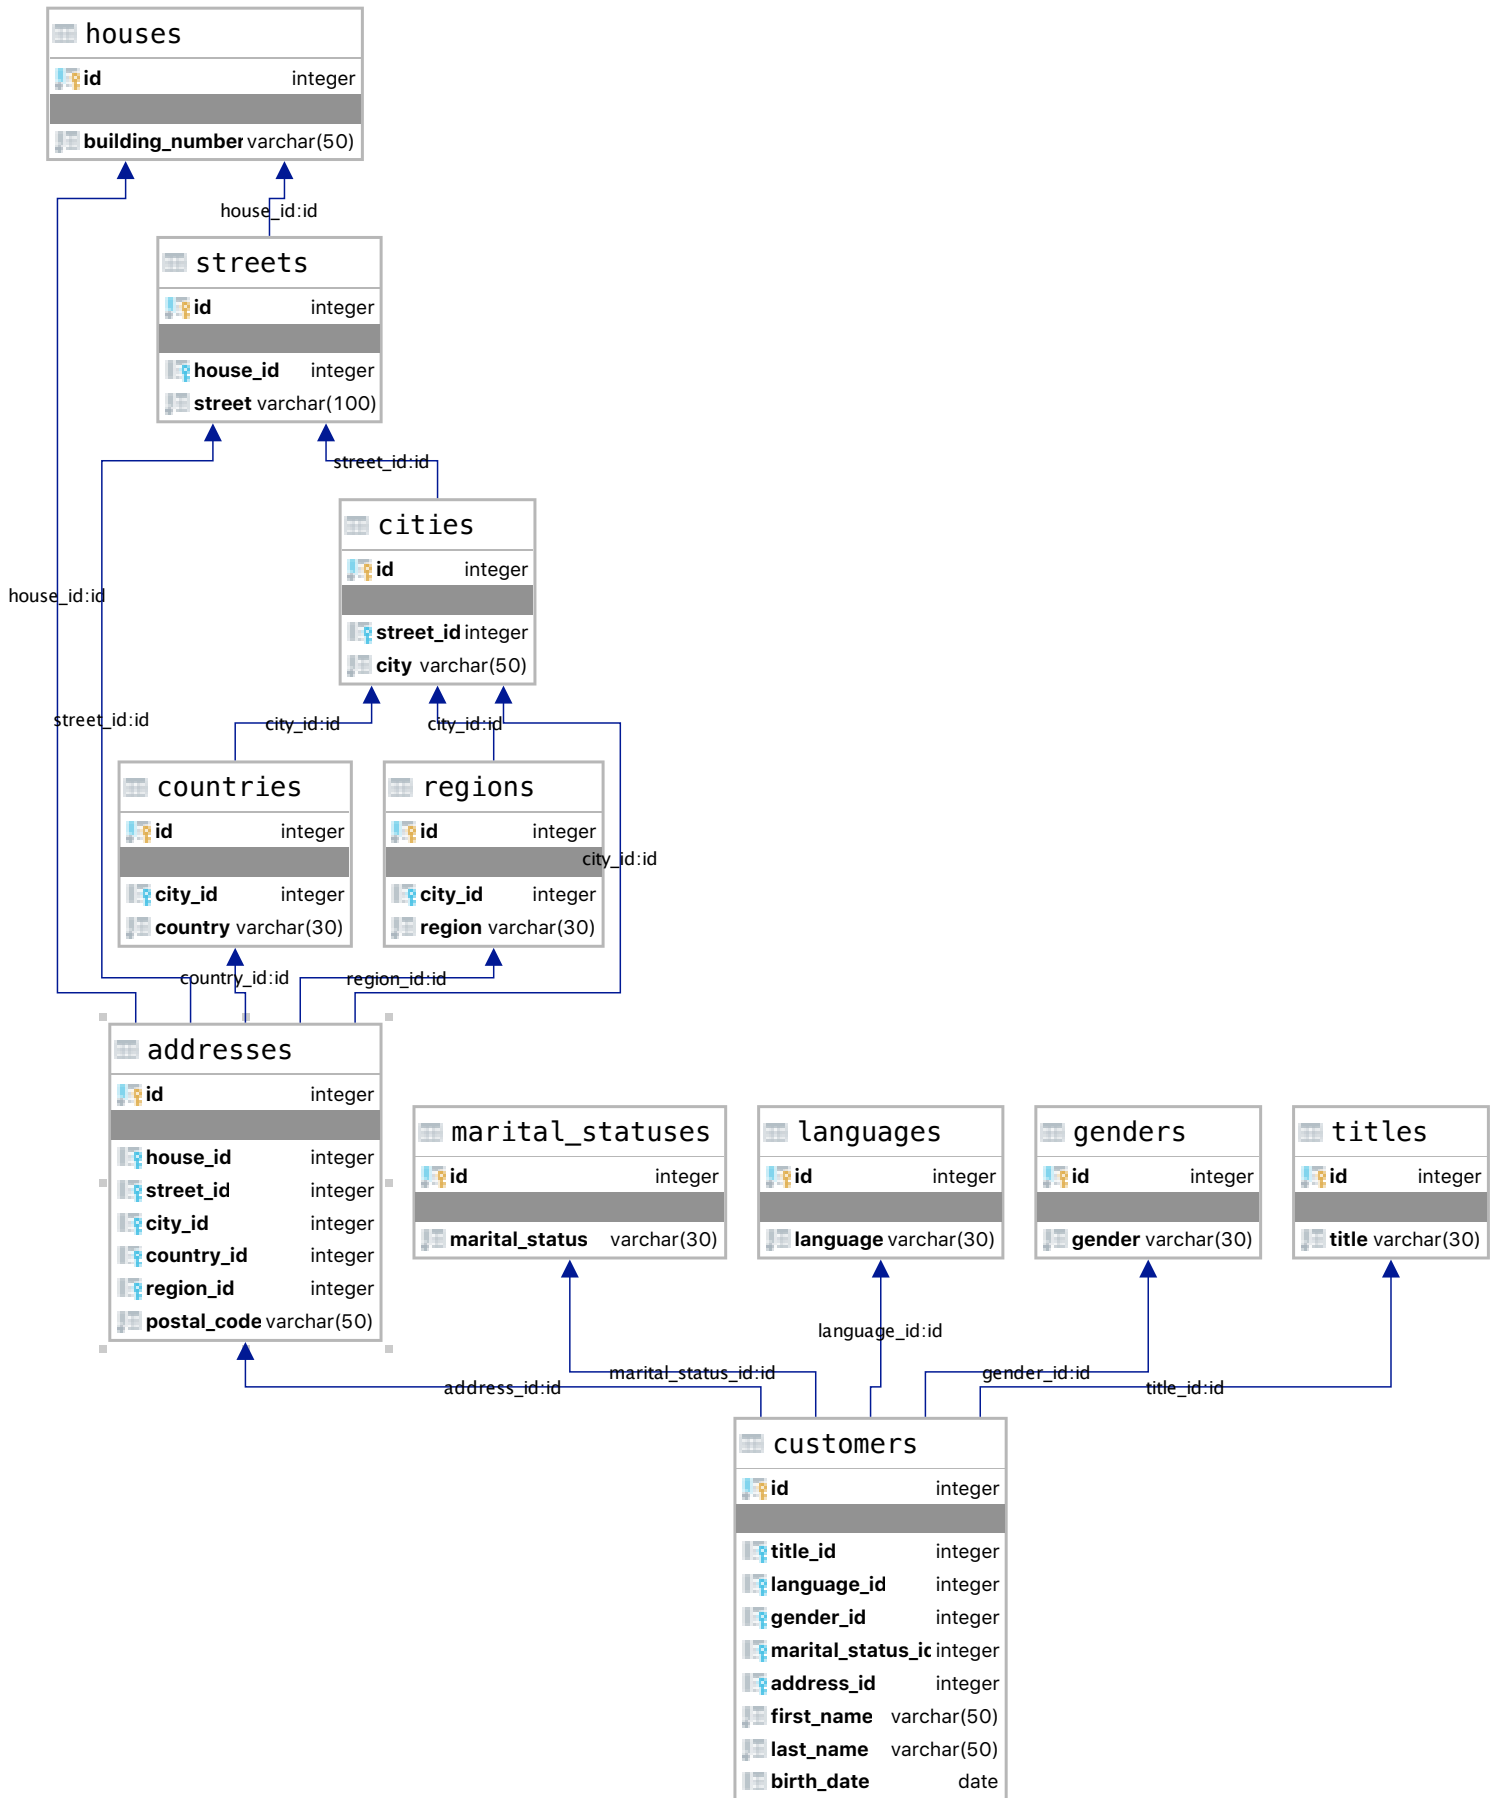 houses
id integer
building_number varchar(50)
house_id:id
streets
id integer
house_id integer
street varchar(100)
street_id:id
cities
id integer
street_id integer
city varchar(50)
house_id:id
street_id:id
city_id:id
city_id:id
countries
id integer
city_id integer
country varchar(30)
regions
id integer
city_id integer
region varchar(30)
city_id:id
country_id:id
region_id:id
addresses
id integer
house_id integer
street_id integer
city_id integer
country_id integer
region_id integer
postal_code varchar(50)
marital_statuses
id integer
marital_status varchar(30)
languages
id integer
language varchar(30)
genders
id integer
gender varchar(30)
titles
id integer
title varchar(30)
language_id:id
marital_status_id:id
gender_id:id
address_id:id
title_id:id
customers
id integer
title_id integer
language_id integer
gender_id integer
marital_status_id integer
address_id integer
first_name varchar(50)
last_name varchar(50)
birth_date date